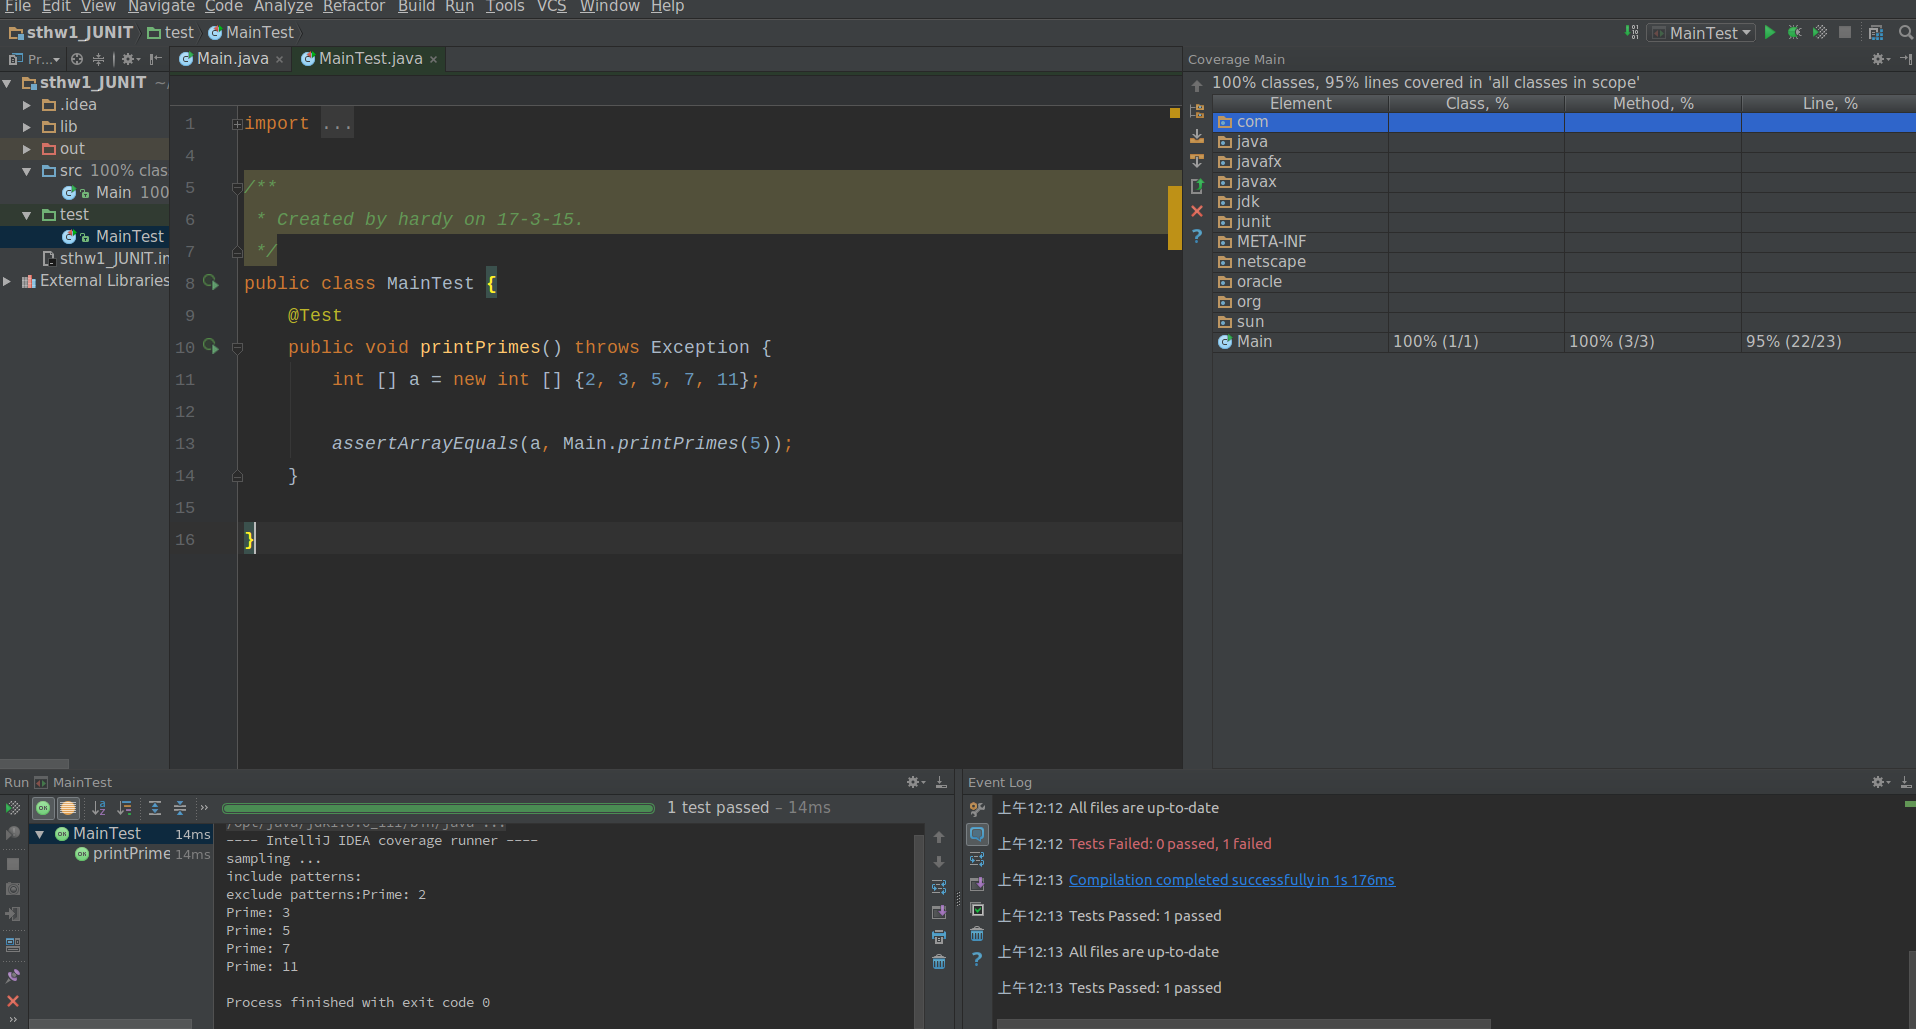 File Edit View Navigate Code Analyze Refactor Build Run Tools VCS Window Help
sthw1_JUNIT test MainTest
MainTest
Pr...
Main.java
MainTest.java
Coverage Main
sthw1_JUNIT ~/
.idea
lib
out
src 100% clas
Main 100
test
MainTest
sthw1_JUNIT.im
External Libraries
1 import ...
4
5 /**
6 * Created by hardy on 17-3-15.
7 */
8 public class MainTest {
9 @Test
10 public void printPrimes() throws Exception {
11 int [] a = new int [] {2, 3, 5, 7, 11};
12
13 assertArrayEquals(a, Main.printPrimes(5));
14 }
15
16 }
100% classes, 95% lines covered in 'all classes in scope'
Element Class, % Method, % Line, %
com
java
javafx
javax
jdk
junit
META-INF
netscape
oracle
org
sun
Main 100% (1/1) 100% (3/3) 95% (22/23)
Run MainTest
1 test passed – 14ms
MainTest 14ms
printPrime 14ms
---- IntelliJ IDEA coverage runner ----
sampling ...
include patterns:
exclude patterns:Prime: 2
Prime: 3
Prime: 5
Prime: 7
Prime: 11
Process finished with exit code 0
Event Log
上午12:12 All files are up-to-date
上午12:12 Tests Failed: 0 passed, 1 failed
上午12:13 Compilation completed successfully in 1s 176ms
上午12:13 Tests Passed: 1 passed
上午12:13 All files are up-to-date
上午12:13 Tests Passed: 1 passed